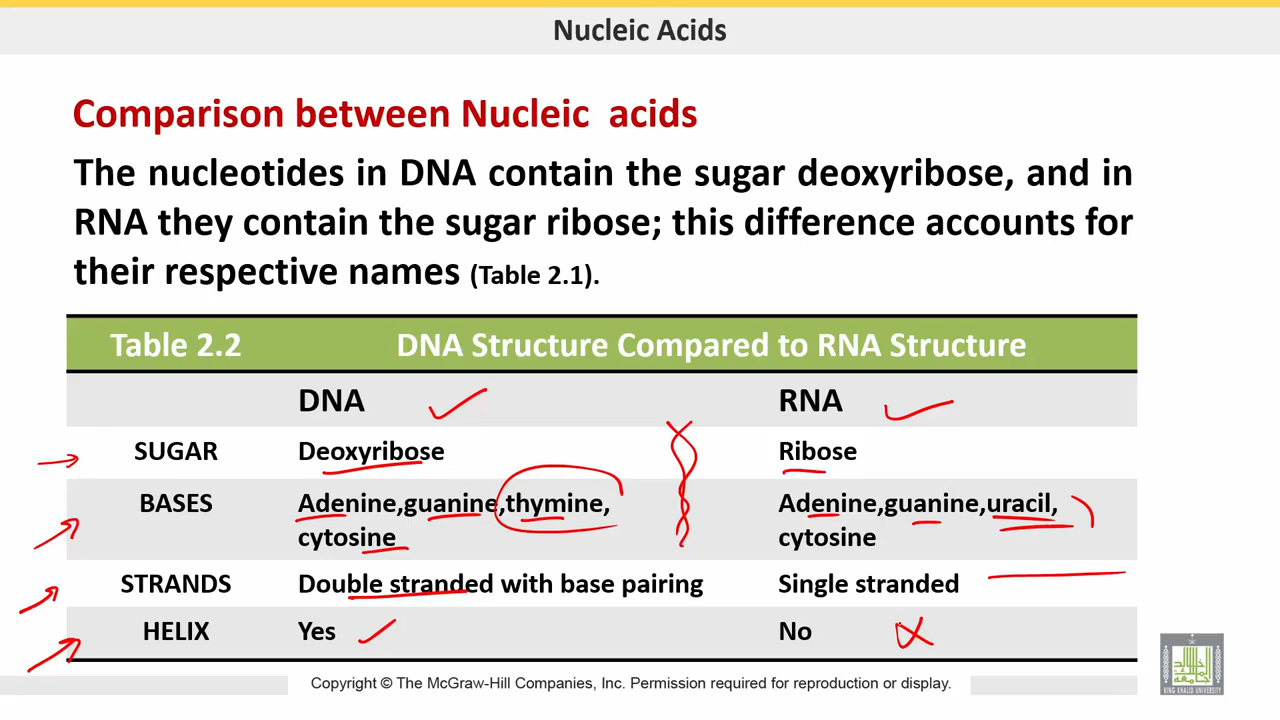 Nucleic Acids
Comparison between Nucleic acids
The nucleotides in DNA contain the sugar deoxyribose, and in
RNA they contain the sugar ribose; this difference accounts for
their respective names (Table 2.1).
Table 2.2 DNA Structure Compared to RNA Structure
DNA RNA
SUGAR Deoxyribose Ribose
BASES Adenine,guanine,thymine, Adenine,guanine,uracil,
cytosine cytosine
STRANDS Double stranded with base pairing Single stranded
HELIX Yes No
Copyright © The McGraw-Hill Companies, Inc. Permission required for reproduction or display.
KING KHALID UNIVERSITY